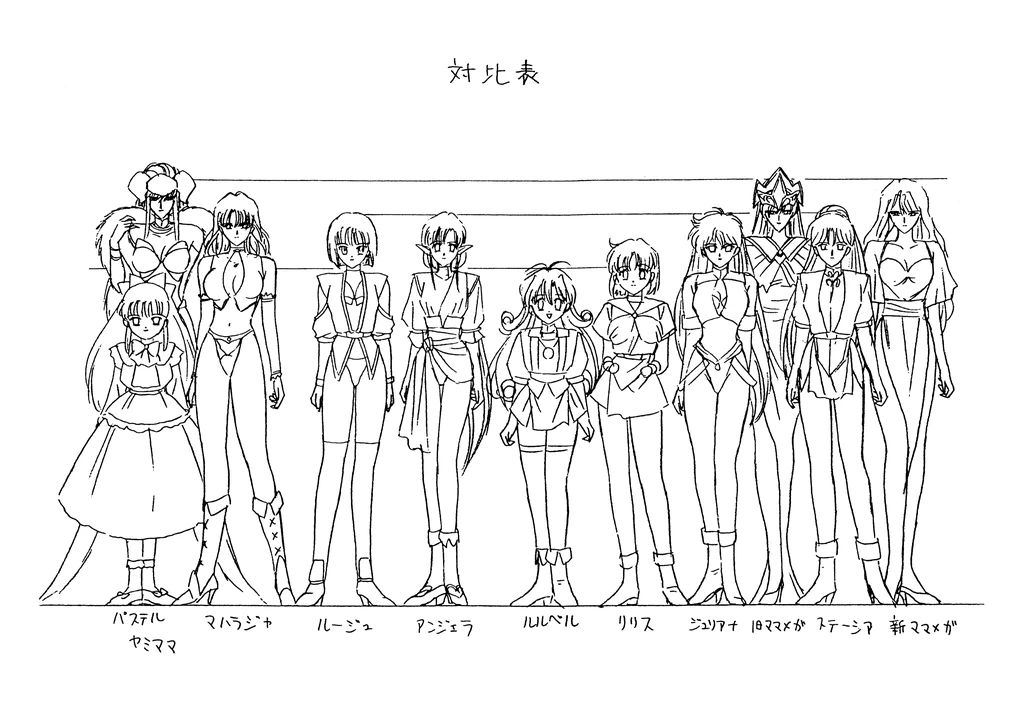 対比表
パステル
ヤミママ
マハラジャ
ルージュ
アンジェラ
ルルベル
リリス
ジュリアナ
旧ママメガ
ステーシア
新ママメガ